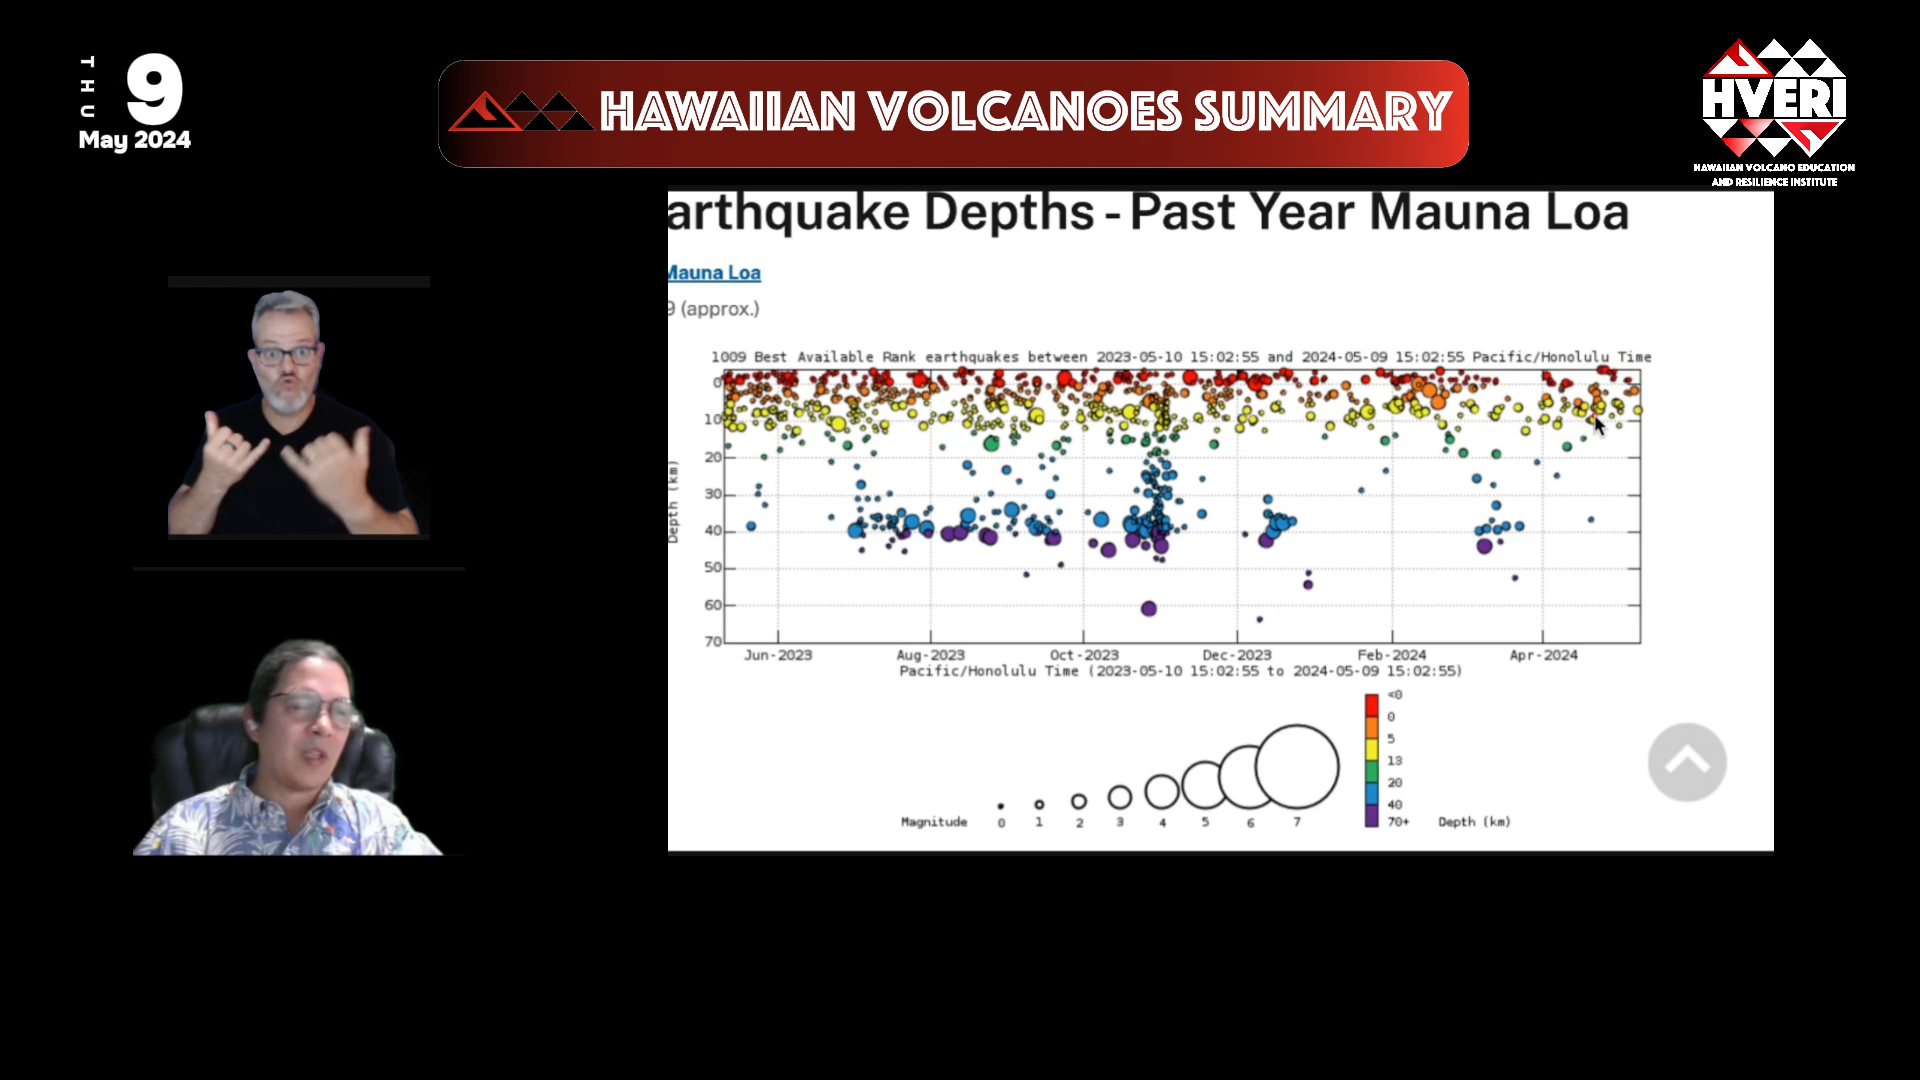 THU
9
May 2024
HAWAIIAN VOLCANOES SUMMARY
HVERI
HAWAIIAN VOLCANO EDUCATION
AND RESILIENCE INSTITUTE
arthquake Depths - Past Year Mauna Loa
Mauna Loa
9 (approx.)
1009 Best Available Rank earthquakes between 2023-05-10 15:02:55 and 2024-05-09 15:02:55 Pacific/Honolulu Time
0
10
20
30
40
50
60
70
Depth (km)
Jun-2023 Aug-2023 Oct-2023 Dec-2023 Feb-2024 Apr-2024
Pacific/Honolulu Time (2023-05-10 15:02:55 to 2024-05-09 15:02:55)
Magnitude 0 1 2 3 4 5 6 7
<0
0
5
13
20
40
70+ Depth (km)